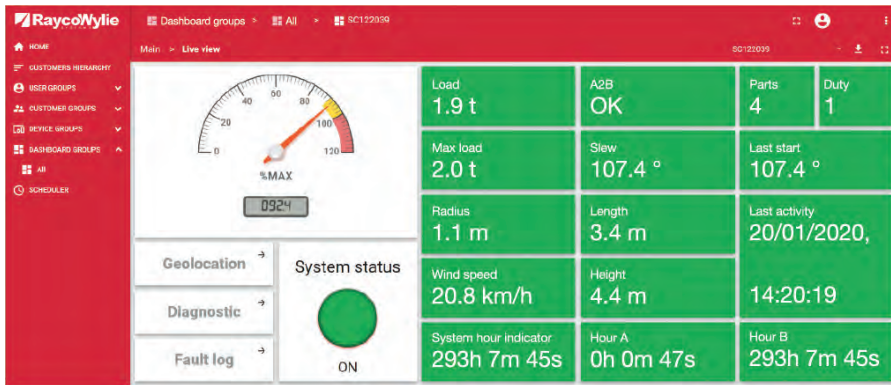 RaycoWylie
SYSTEMS
Dashboard groups > All > SC122039
Main > Live view
SC122039
HOME
CUSTOMERS HIERARCHY
USER GROUPS
CUSTOMER GROUPS
DEVICE GROUPS
DASHBOARD GROUPS
All
SCHEDULER
0
20
40
60
80
100
120
%MAX
092.4
Geolocation
Diagnostic
Fault log
System status
ON
Load
1.9 t
A2B
OK
Parts
4
Duty
1
Max load
2.0 t
Slew
107.4 °
Last start
107.4 °
Radius
1.1 m
Length
3.4 m
Last activity
20/01/2020,
14:20:19
Wind speed
20.8 km/h
Height
4.4 m
System hour indicator
293h 7m 45s
Hour A
0h 0m 47s
Hour B
293h 7m 45s